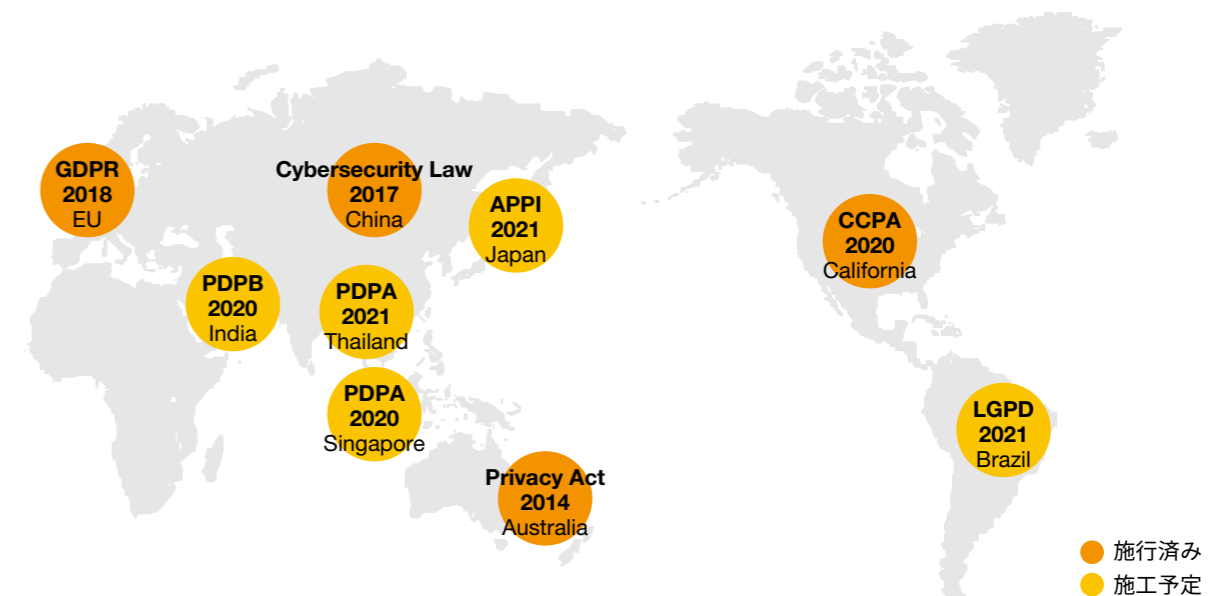 GDPR
2018
EU
Cybersecurity Law
2017
China
APPI
2021
Japan
PDPB
2020
India
PDPA
2021
Thailand
PDPA
2020
Singapore
Privacy Act
2014
Australia
CCPA
2020
California
LGPD
2021
Brazil
施行済み
施工予定